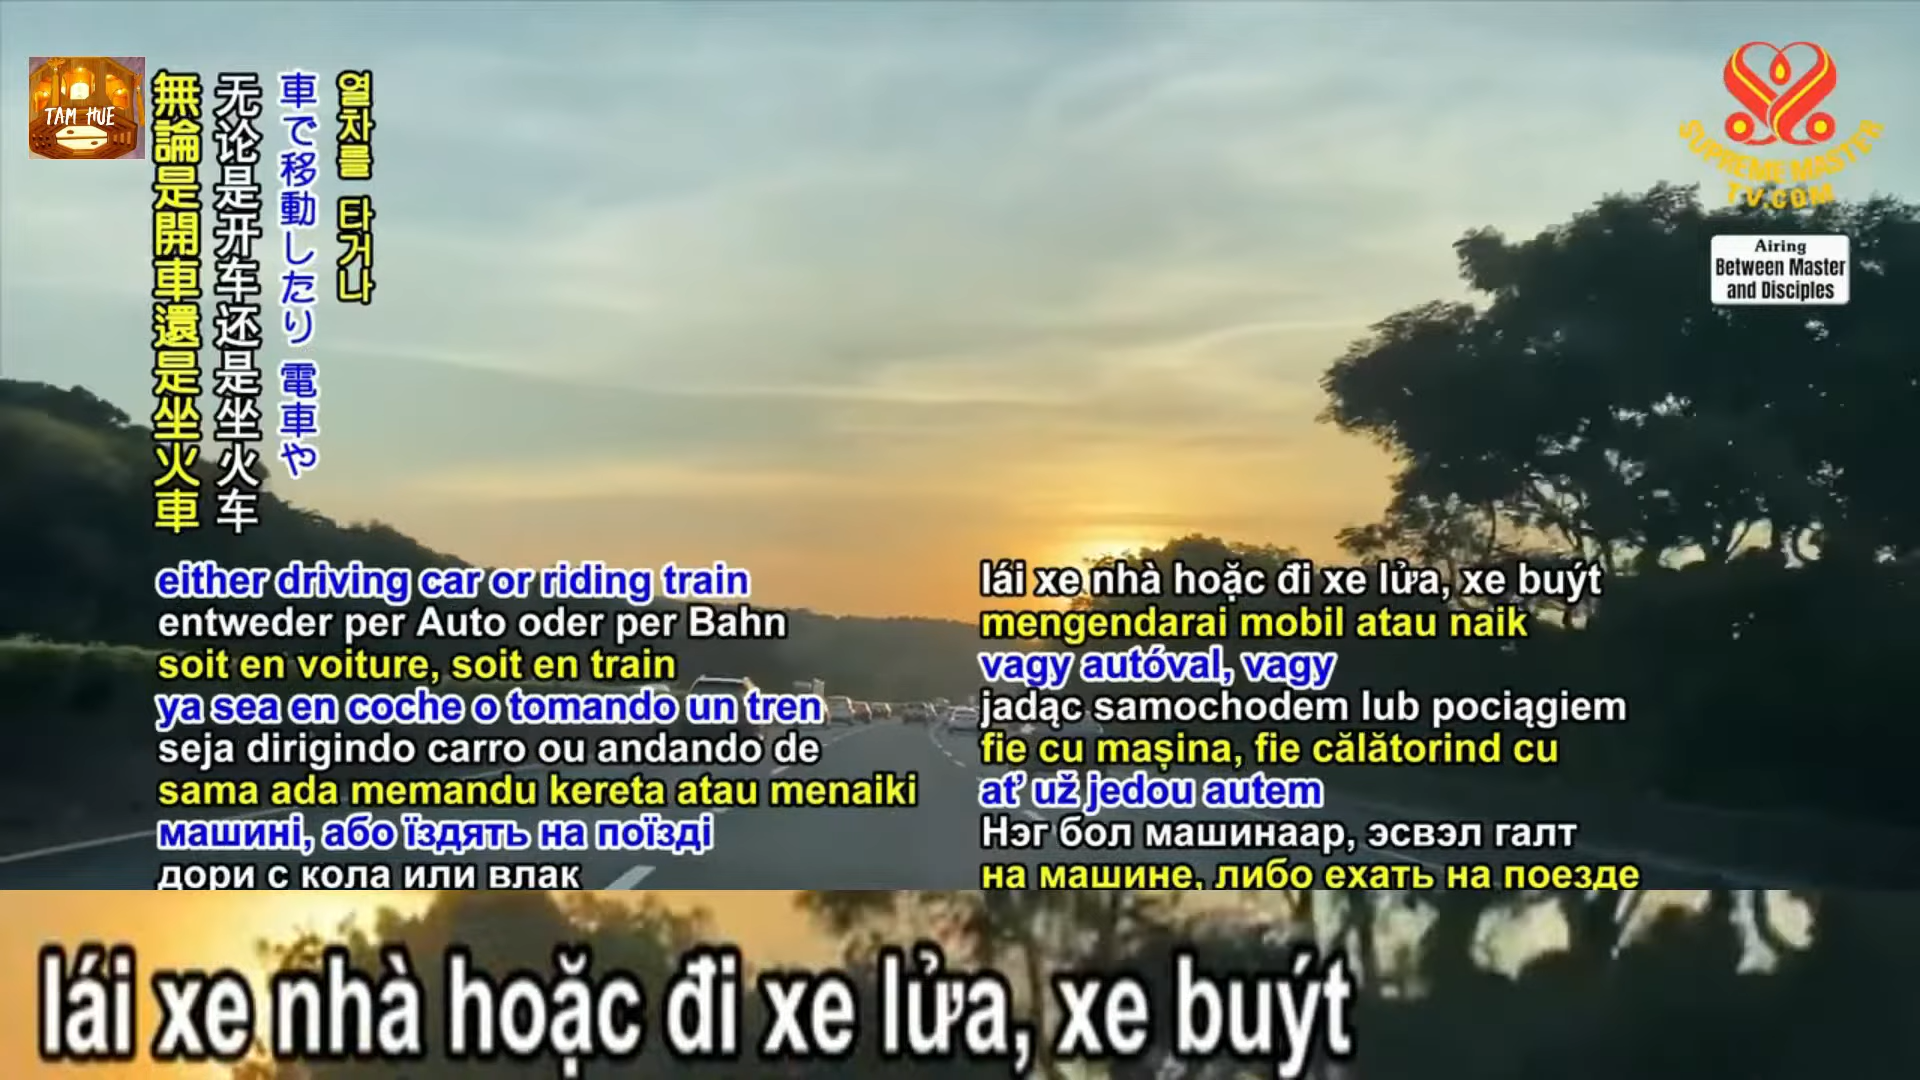 TAM HUE
無論是開車還是坐火車
无论是开车还是坐火车
車で移動したり 電車や
열차를 타거나
SUPREME MASTER
TV.COM
Airing
Between Master
and Disciples
either driving car or riding train
entweder per Auto oder per Bahn
soit en voiture, soit en train
ya sea en coche o tomando un tren
seja dirigindo carro ou andando de
sama ada memandu kereta atau menaiki
машині, або їздять на поїзді
дори с кола или влак
lái xe nhà hoặc đi xe lửa, xe buýt
mengendarai mobil atau naik
vagy autóval, vagy
jadąc samochodem lub pociągiem
fie cu mașina, fie călătorind cu
ať už jedou autem
Нэг бол машинаар, эсвэл галт
на машине, либо ехать на поезде
lái xe nhà hoặc đi xe lửa, xe buýt